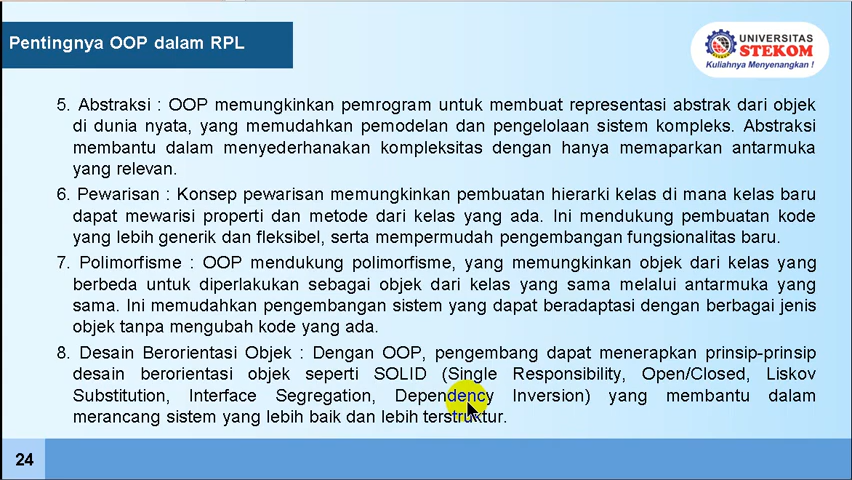 Pentingnya OOP dalam RPL
UNIVERSITAS
STEKOM
Kuliahnya Menyenangkan !
5. Abstraksi : OOP memungkinkan pemrogram untuk membuat representasi abstrak dari objek
di dunia nyata, yang memudahkan pemodelan dan pengelolaan sistem kompleks. Abstraksi
membantu dalam menyederhanakan kompleksitas dengan hanya memaparkan antarmuka
yang relevan.
6. Pewarisan : Konsep pewarisan memungkinkan pembuatan hierarki kelas di mana kelas baru
dapat mewarisi properti dan metode dari kelas yang ada. Ini mendukung pembuatan kode
yang lebih generik dan fleksibel, serta mempermudah pengembangan fungsionalitas baru.
7. Polimorfisme : OOP mendukung polimorfisme, yang memungkinkan objek dari kelas yang
berbeda untuk diperlakukan sebagai objek dari kelas yang sama melalui antarmuka yang
sama. Ini memudahkan pengembangan sistem yang dapat beradaptasi dengan berbagai jenis
objek tanpa mengubah kode yang ada.
8. Desain Berorientasi Objek : Dengan OOP, pengembang dapat menerapkan prinsip-prinsip
desain berorientasi objek seperti SOLID (Single Responsibility, Open/Closed, Liskov
Substitution, Interface Segregation, Dependency Inversion) yang membantu dalam
merancang sistem yang lebih baik dan lebih terstruktur.
24